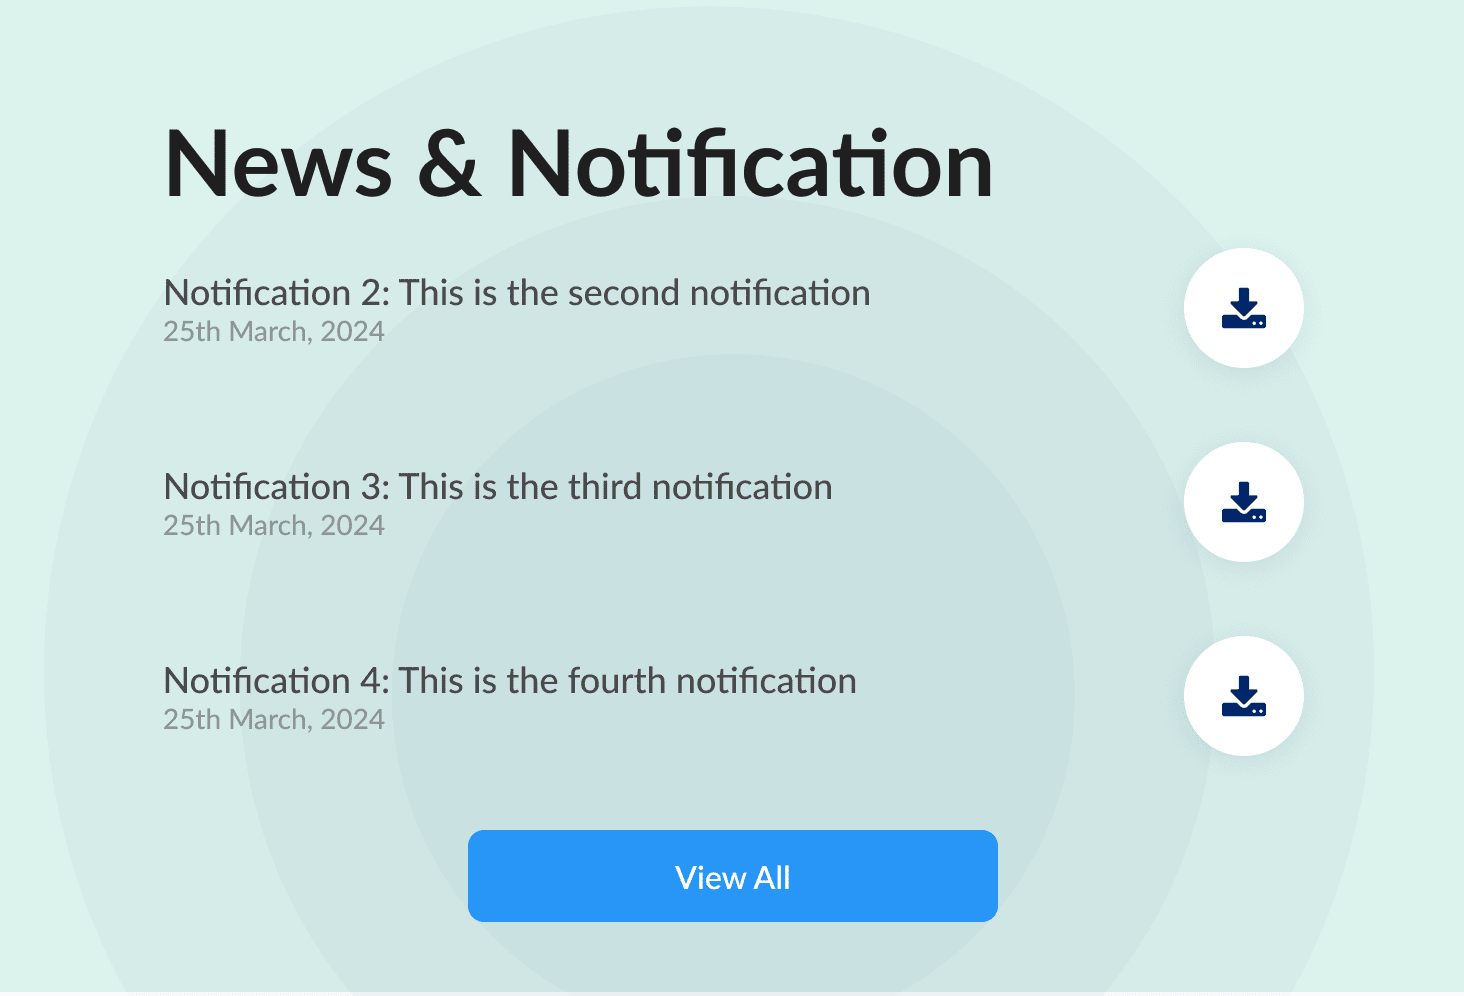 News & Notification
Notification 2: This is the second notification
25th March, 2024
Notification 3: This is the third notification
25th March, 2024
Notification 4: This is the fourth notification
25th March, 2024
View All